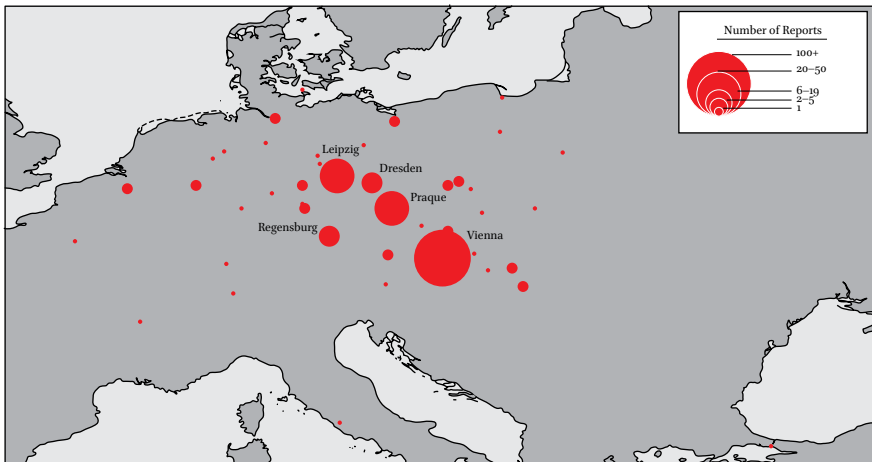 Number of Reports
100+
20–50
6–19
2–5
1
Leipzig
Dresden
Praque
Regensburg
Vienna